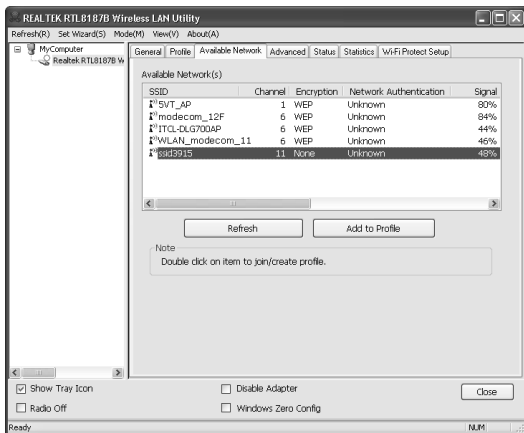 REALTEK RTL8187B Wireless LAN Utility
Refresh(R) Set Wizard(S) Mode(M) View(V) About(A)
MyComputer
Realtek RTL8187B W
General Profile Available Network Advanced Status Statistics Wi-Fi Protect Setup
Available Network(s)
SSID Channel Encryption Network Authentication Signal
5VT_AP 1 WEP Unknown 80%
modecom_12F 6 WEP Unknown 84%
ITCL-DLG700AP 6 WEP Unknown 44%
WLAN_modecom_11 6 WEP Unknown 46%
ssid3915 11 None Unknown 48%
Refresh Add to Profile
Note
Double click on item to join/create profile.
Show Tray Icon Disable Adapter Close
Radio Off Windows Zero Config
Ready NUM